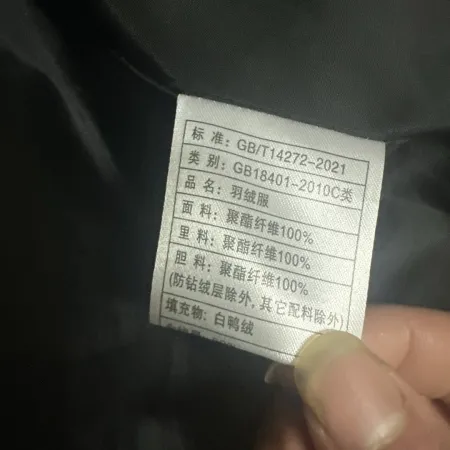 标 准: GB/T14272-2021
类 别: GB18401-2010C类
品 名: 羽绒服
面 料: 聚酯纤维100%
里 料: 聚酯纤维100%
胆 料: 聚酯纤维100%
(防钻绒层除外,其它配料除外)
填充物: 白鸭绒